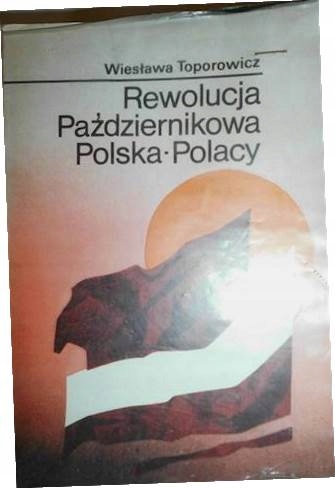 Wiesława Toporowicz
Rewolucja
Październikowa
Polska·Polacy